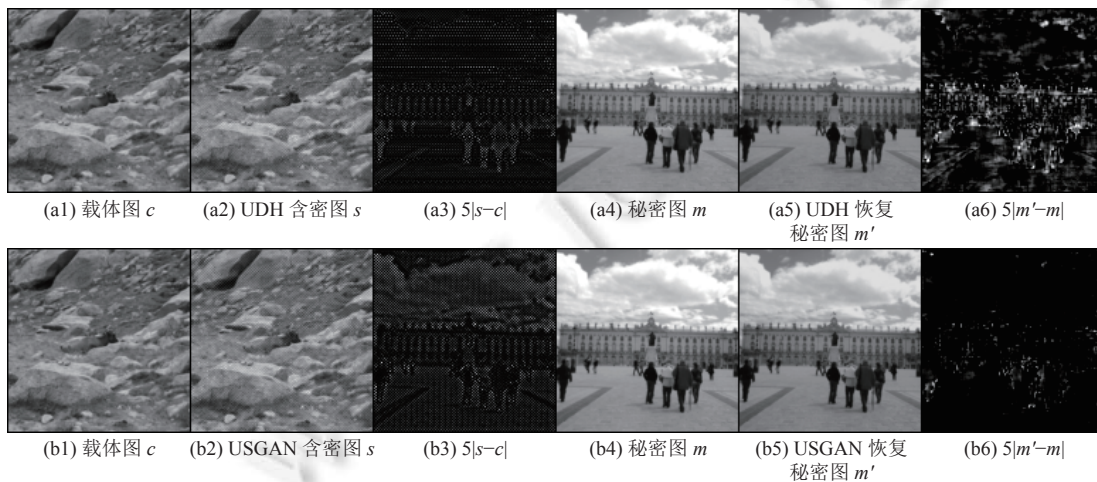 (a1) 载体图 c
(a2) UDH 含密图 s
(a3) 5|s−c|
(a4) 秘密图 m
(a5) UDH 恢复
秘密图 m′
(a6) 5|m′−m|
(b1) 载体图 c
(b2) USGAN 含密图 s
(b3) 5|s−c|
(b4) 秘密图 m
(b5) USGAN 恢复
秘密图 m′
(b6) 5|m′−m|